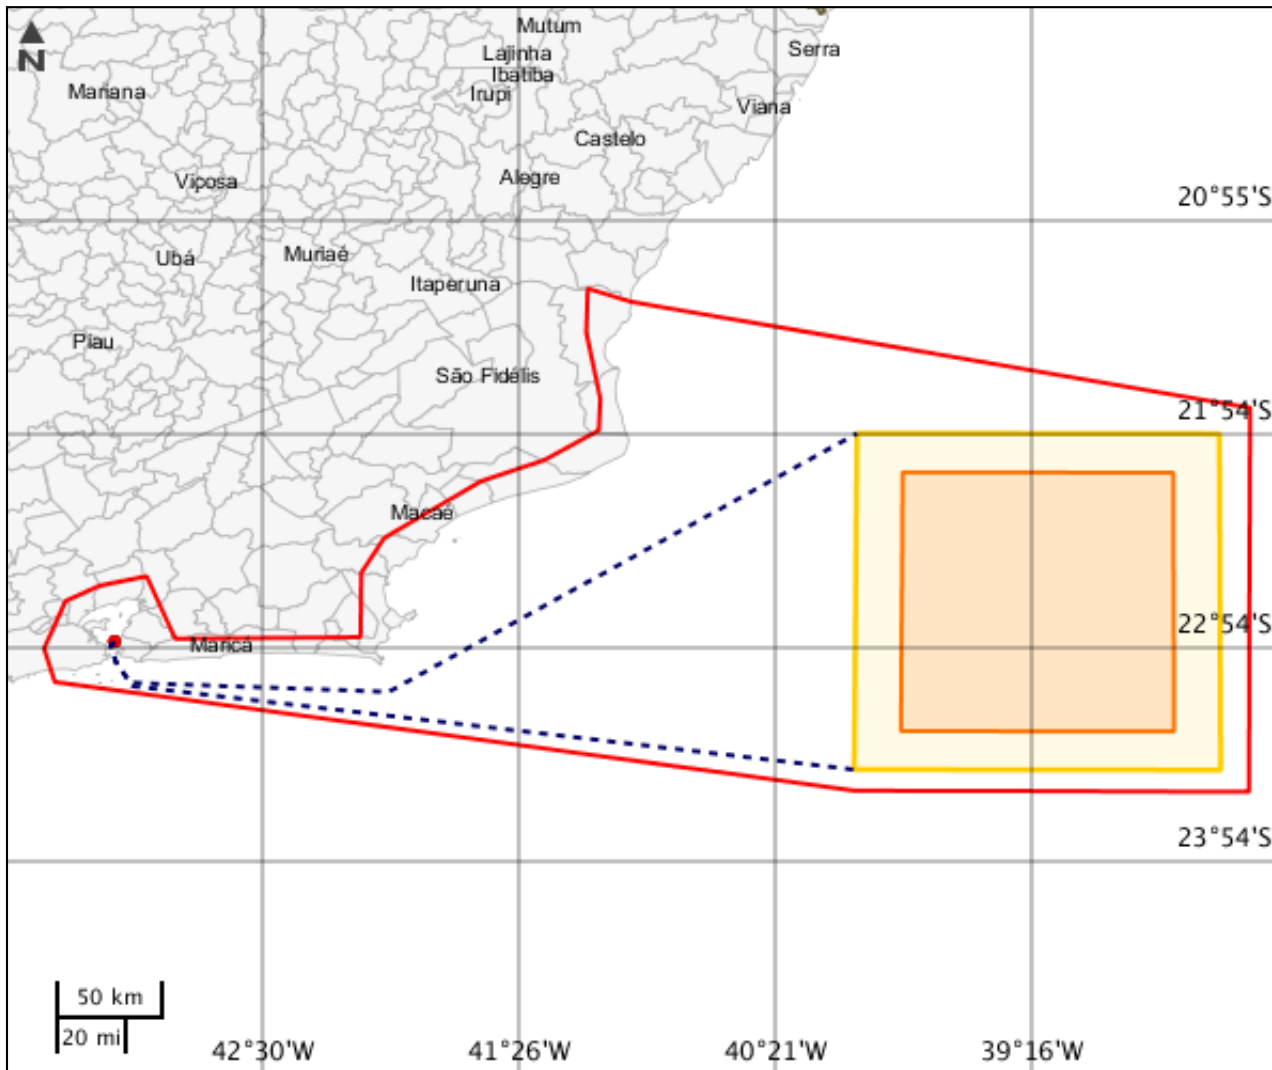 Mutum
Serra
Lajinha
Ibatiba
N
Mariana
Irupi
Viana
Castelo
Alegre
Viposa
20°55'S
Muriaé
Ubá
Itaperuna
Piau
São Fidélis
21°54'S
Macaé
22°54'S
Maricá
23°54'S
50 km
20 mi
42°30'W
41°26'W
40°21'W
39°16'W